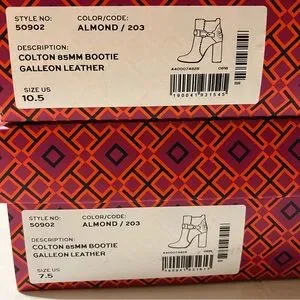 STYLE NO: COLOR/CODE:
50902 ALMOND / 203
DESCRIPTION:
COLTON 85MM BOOTIE
GALLEON LEATHER
SIZE US
10.5
190041931545
STYLE NO: COLOR/CODE:
50902 ALMOND / 203
DESCRIPTION:
COLTON 85MM BOOTIE
GALLEON LEATHER
SIZE US
7.5